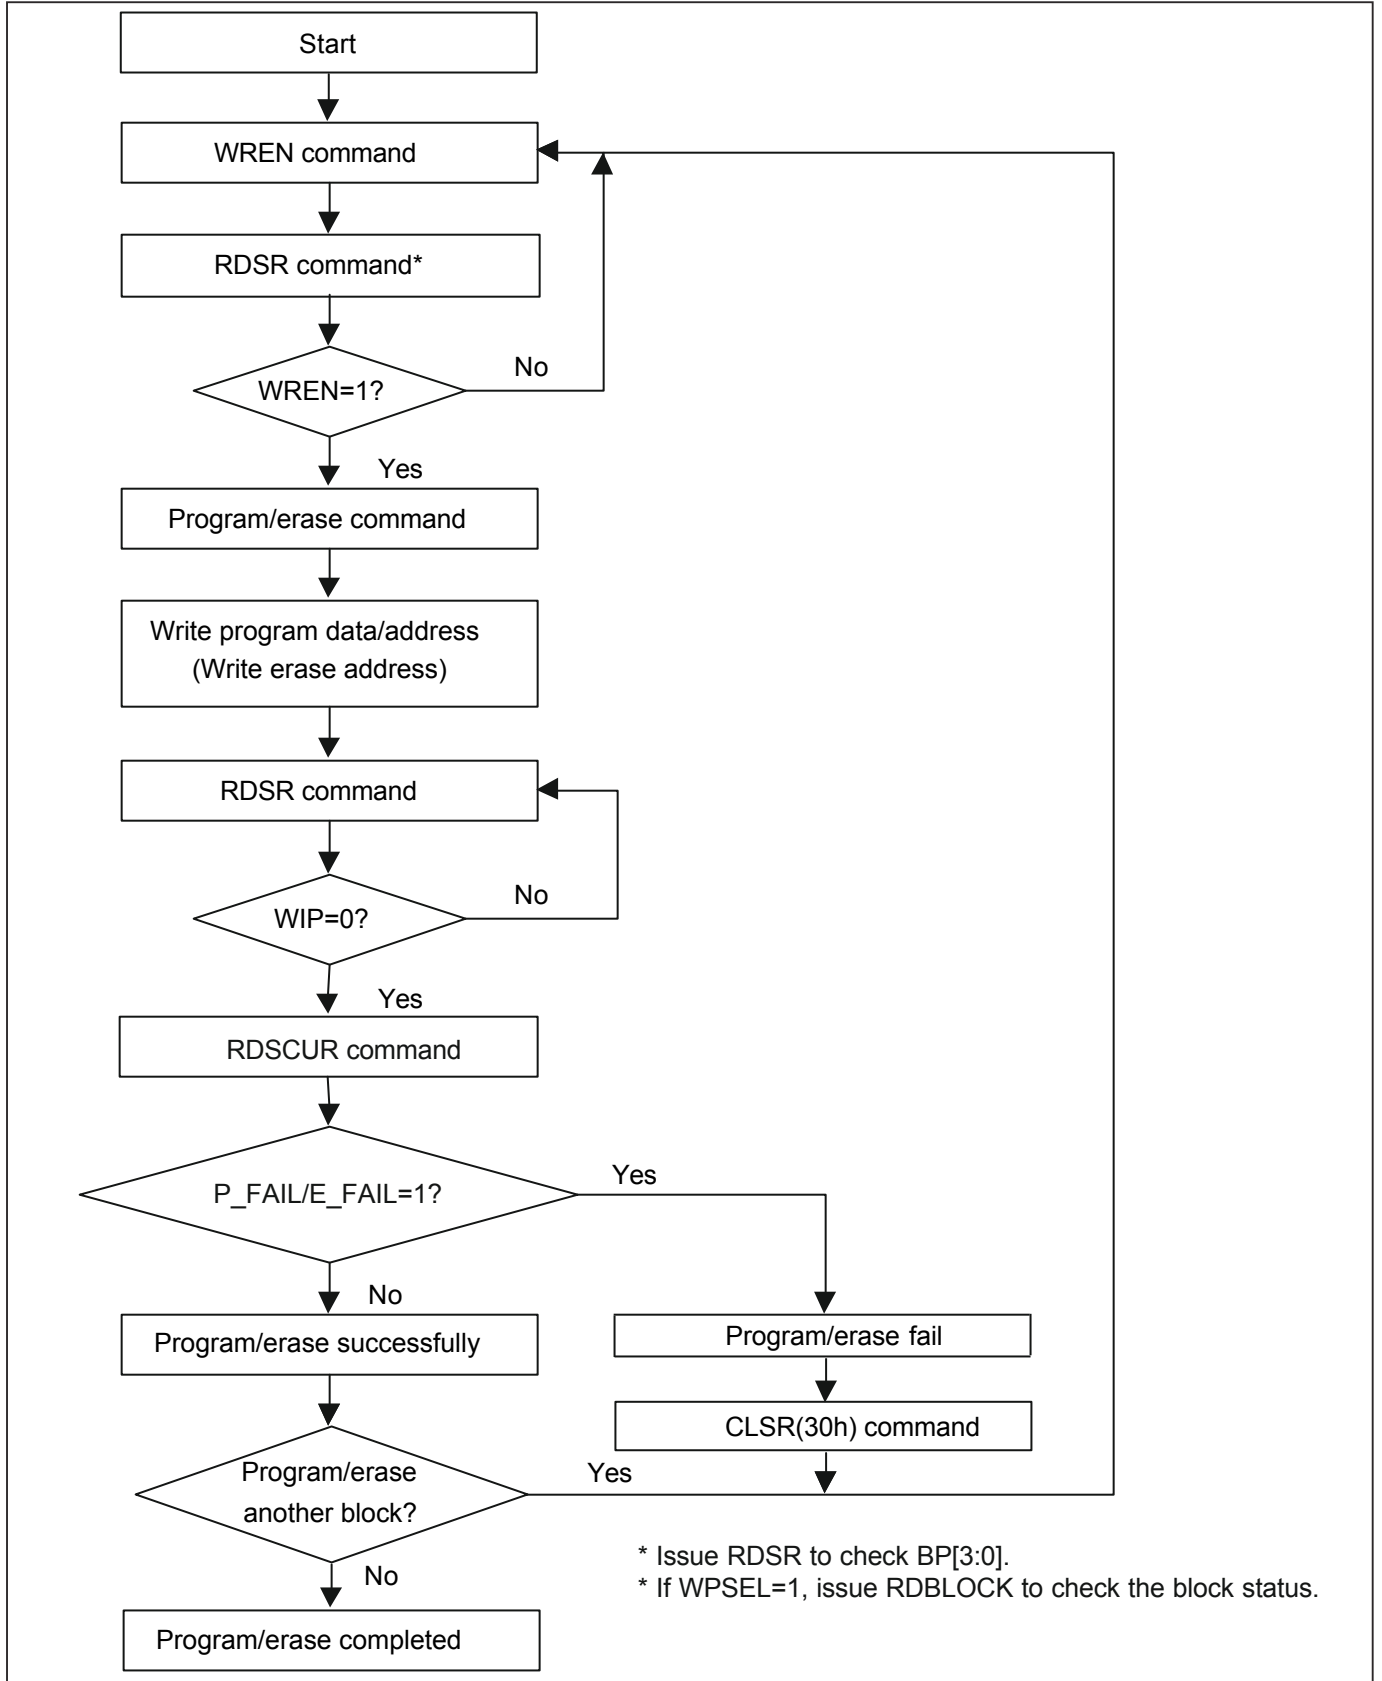 Start
WREN command
RDSR command*
WREN=1?
No
Yes
Program/erase command
Write program data/address
(Write erase address)
RDSR command
WIP=0?
No
Yes
RDSCUR command
P_FAIL/E_FAIL=1?
Yes
No
Program/erase successfully
Program/erase fail
CLSR(30h) command
Program/erase
another block?
Yes
No
* Issue RDSR to check BP[3:0].
* If WPSEL=1, issue RDBLOCK to check the block status.
Program/erase completed